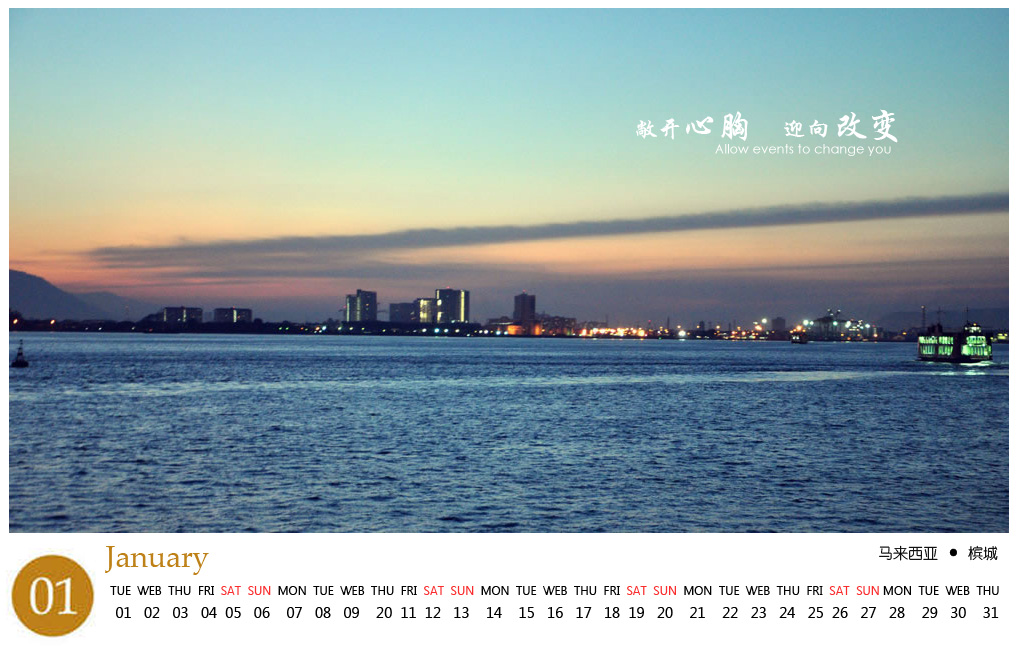 敞开心胸 迎向改变
Allow events to change you
January
马来西亚 • 槟城
01
TUE WEB THU FRI SAT SUN MON TUE WEB THU FRI SAT SUN MON TUE WEB THU FRI SAT SUN MON TUE WEB THU FRI SAT SUN MON TUE WEB THU
01 02 03 04 05 06 07 08 09 20 11 12 13 14 15 16 17 18 19 20 21 22 23 24 25 26 27 28 29 30 31